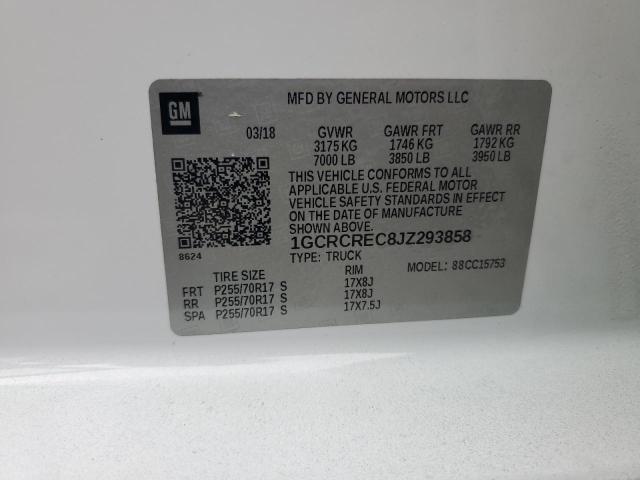 GM
MFD BY GENERAL MOTORS LLC
03/18 GVWR GAWR FRT GAWR RR
3175 KG 1746 KG 1792 KG
7000 LB 3850 LB 3950 LB
THIS VEHICLE CONFORMS TO ALL
APPLICABLE U.S. FEDERAL MOTOR
VEHICLE SAFETY STANDARDS IN EFFECT
ON THE DATE OF MANUFACTURE
SHOWN ABOVE.
8624
1GCRCREC8JZ293858
TYPE: TRUCK MODEL: 88CC15753
TIRE SIZE RIM
FRT P255/70R17 S 17X8J
RR P255/70R17 S 17X8J
SPA P255/70R17 S 17X7.5J